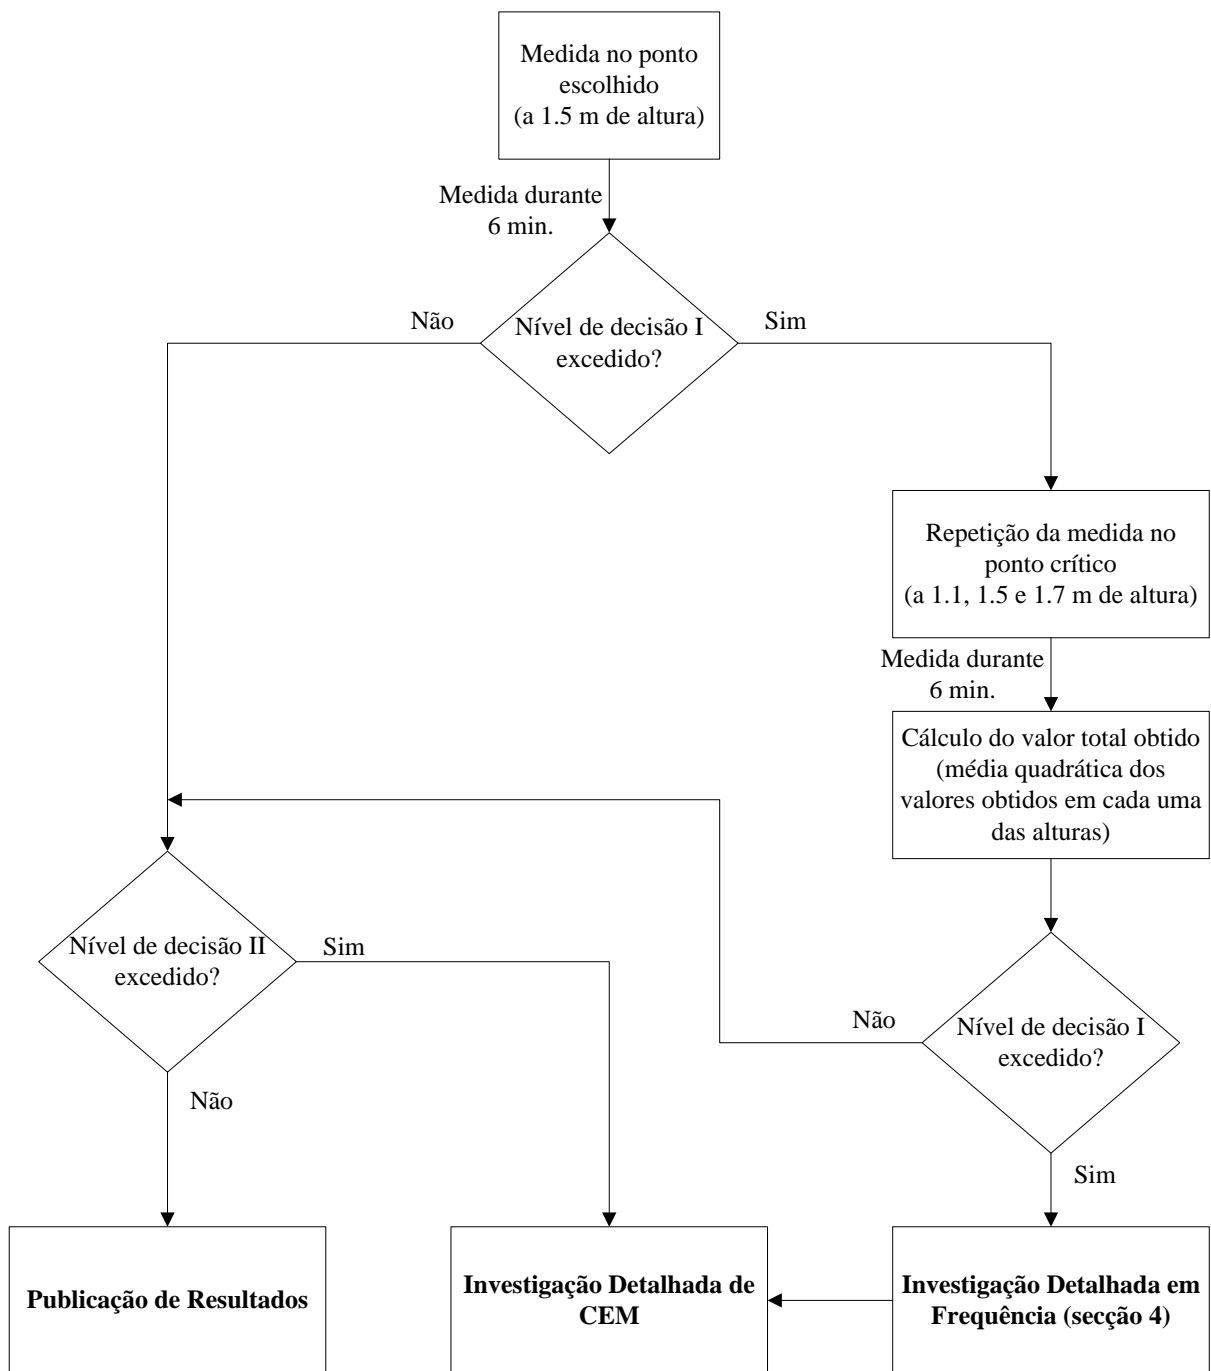 Medida no ponto
escolhido
(a 1.5 m de altura)
Medida durante
6 min.
Nível de decisão I
excedido?
Não
Sim
Repetição da medida no
ponto crítico
(a 1.1, 1.5 e 1.7 m de altura)
Medida durante
6 min.
Cálculo do valor total obtido
(média quadrática dos
valores obtidos em cada uma
das alturas)
Nível de decisão II
excedido?
Sim
Não
Não
Nível de decisão I
excedido?
Sim
Publicação de Resultados
Investigação Detalhada de
CEM
Investigação Detalhada em
Frequência (secção 4)